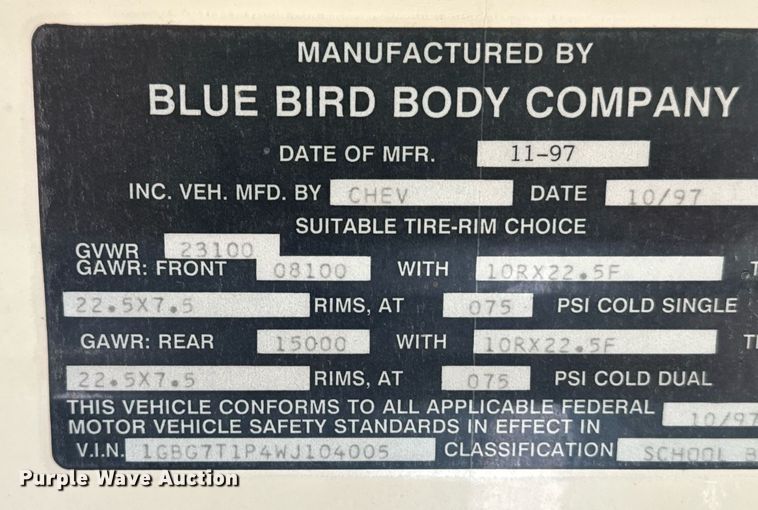 MANUFACTURED BY
BLUE BIRD BODY COMPANY
DATE OF MFR. 11-97
INC. VEH. MFD. BY CHEV DATE 10/97
SUITABLE TIRE-RIM CHOICE
GVWR 23100
GAWR: FRONT 08100 WITH 10RX22.5F
22.5X7.5 RIMS, AT 075 PSI COLD SINGLE
GAWR: REAR 15000 WITH 10RX22.5F
22.5X7.5 RIMS, AT 075 PSI COLD DUAL
THIS VEHICLE CONFORMS TO ALL APPLICABLE FEDERAL
MOTOR VEHICLE SAFETY STANDARDS IN EFFECT IN 10/97
V.I.N. 1GBG7T1P4WJ104005 CLASSIFICATION SCHOOL B
Purple Wave Auction